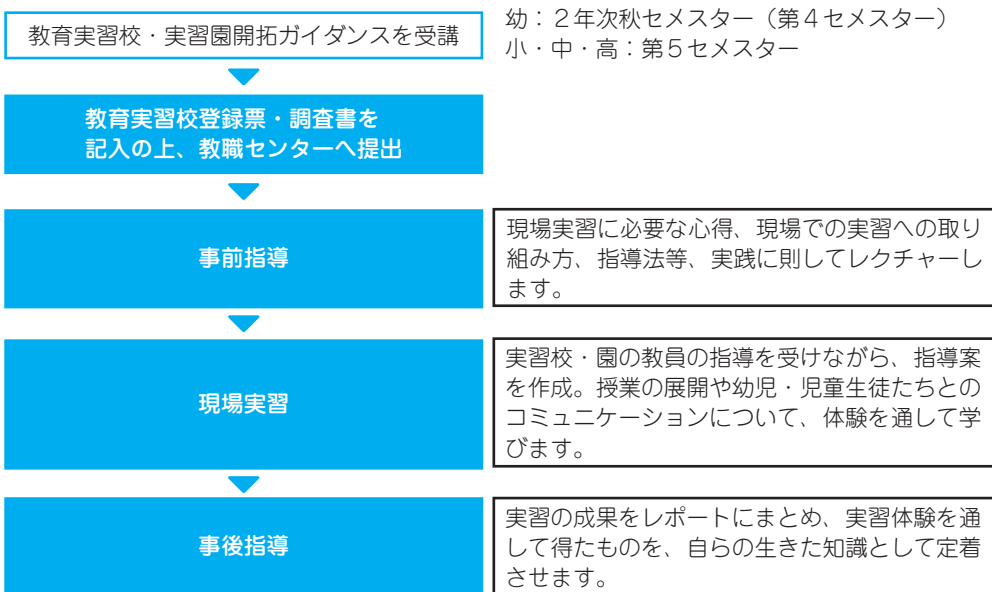 教育実習校・実習園開拓ガイダンスを受講
幼：２年次秋セメスター（第４セメスター）
小・中・高：第５セメスター
教育実習校登録票・調査書を
記入の上、教職センターへ提出
事前指導
現場実習に必要な心得、現場での実習への取り
組み方、指導法等、実践に則してレクチャーし
ます。
現場実習
実習校・園の教員の指導を受けながら、指導案
を作成。授業の展開や幼児・児童生徒たちとの
コミュニケーションについて、体験を通して学
びます。
事後指導
実習の成果をレポートにまとめ、実習体験を通
して得たものを、自らの生きた知識として定着
させます。